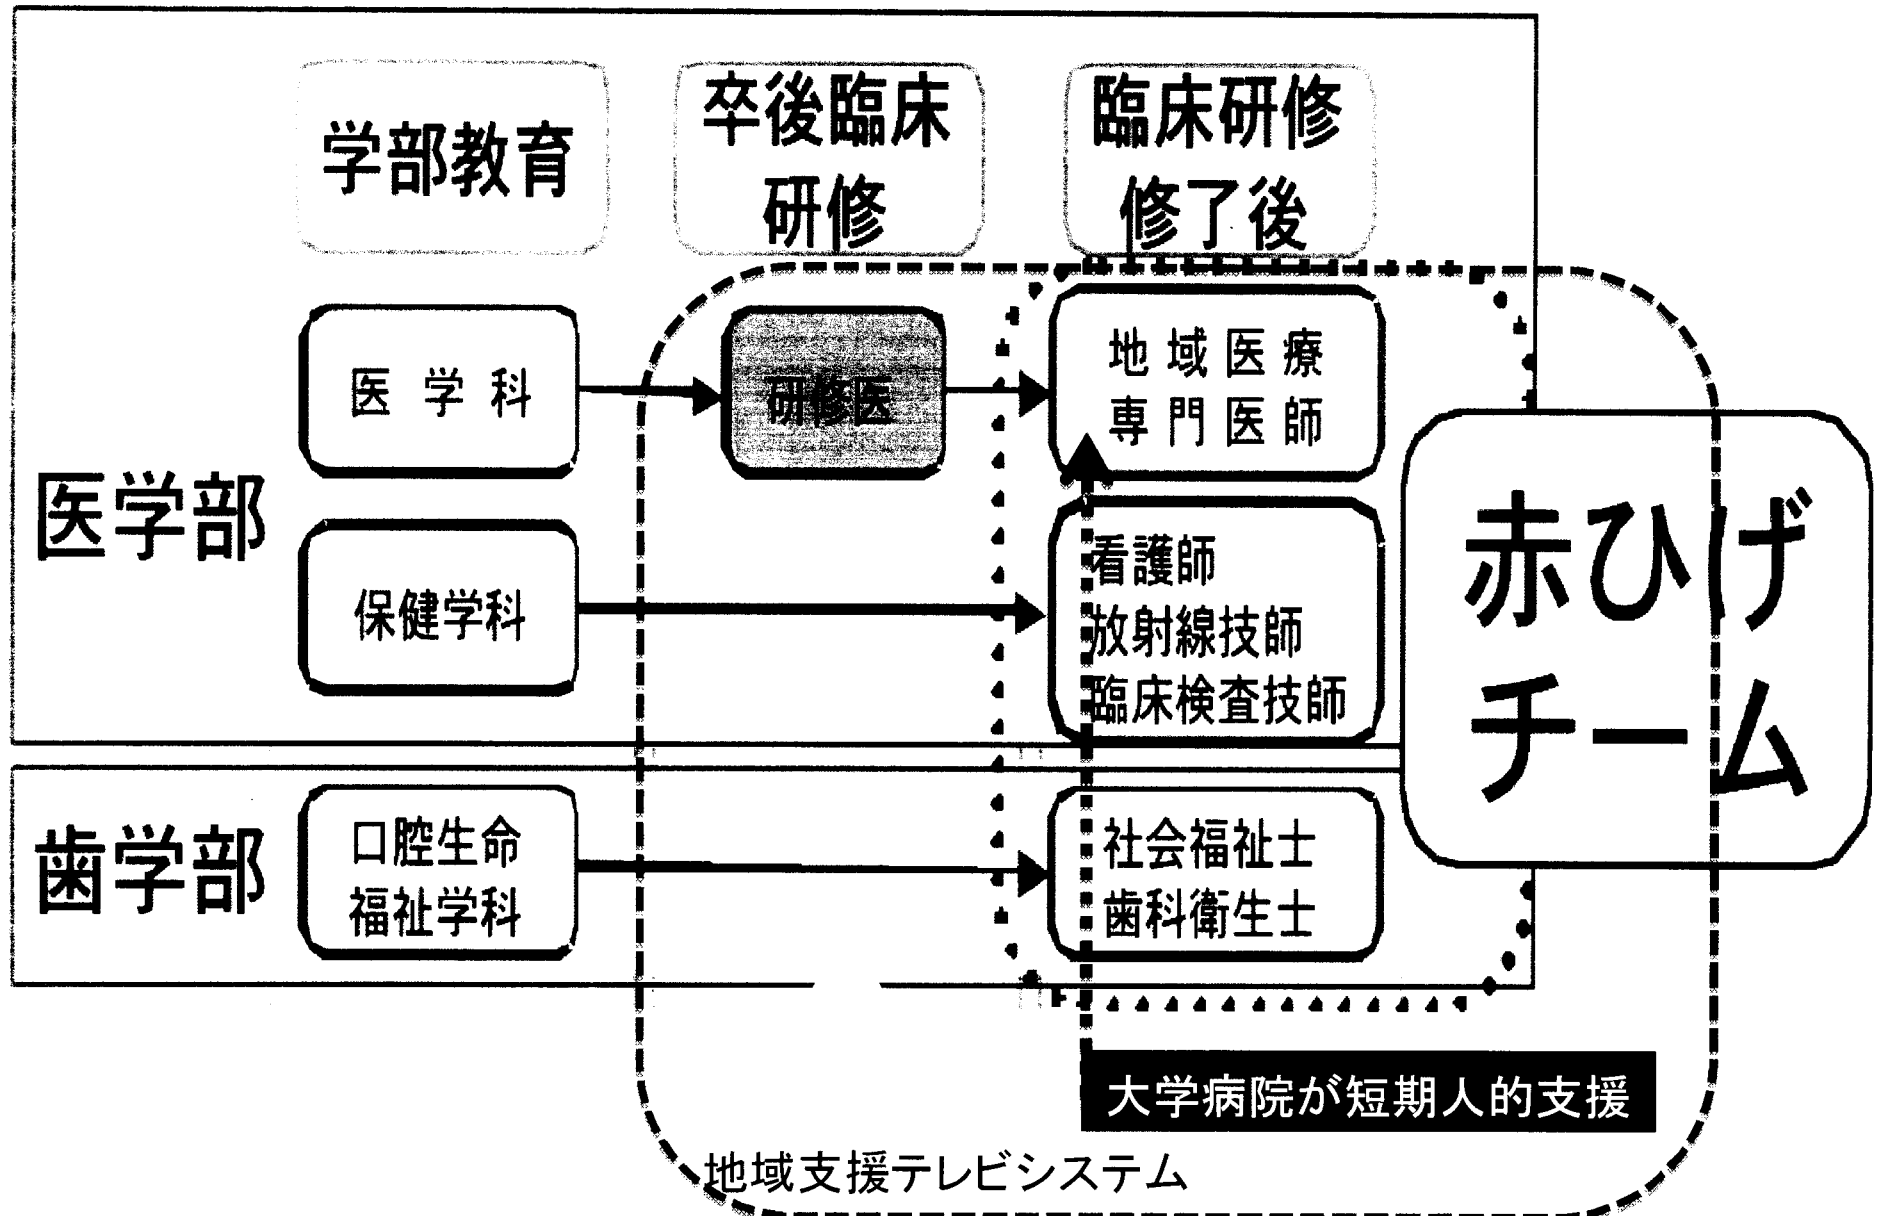 学部教育
卒後臨床
研修
臨床研修
修了後
医学部
医学科
研修医
地域医療
専門医師
保健学科
看護師
放射線技師
臨床検査技師
赤ひげ
チーム
歯学部
口腔生命
福祉学科
社会福祉士
歯科衛生士
大学病院が短期人的支援
地域支援テレビシステム